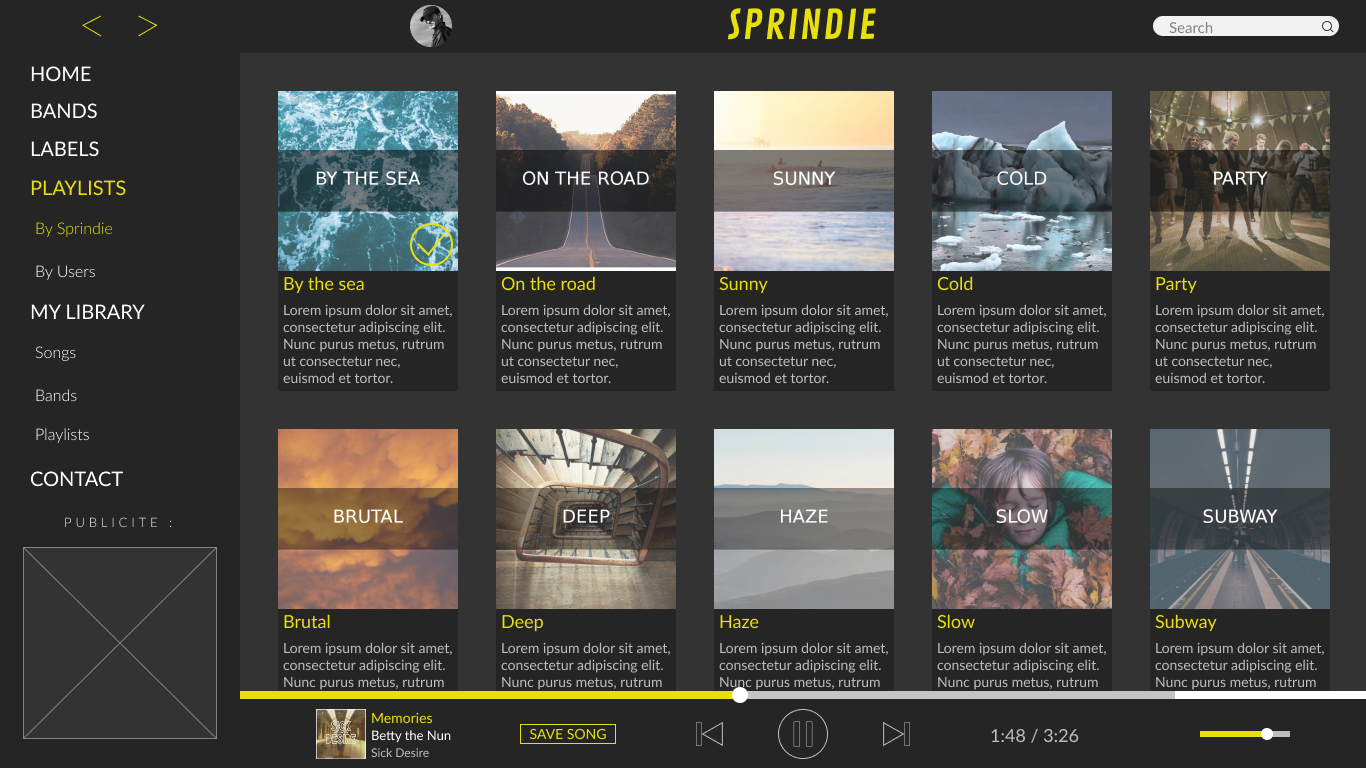 < >
SPRINDIE
Search
HOME
BANDS
LABELS
PLAYLISTS
By Sprindie
By Users
MY LIBRARY
Songs
Bands
Playlists
CONTACT
PUBLICITE :
BY THE SEA
By the sea
Lorem ipsum dolor sit amet,
consectetur adipiscing elit.
Nunc purus metus, rutrum
ut consectetur nec,
euismod et tortor.
ON THE ROAD
On the road
Lorem ipsum dolor sit amet,
consectetur adipiscing elit.
Nunc purus metus, rutrum
ut consectetur nec,
euismod et tortor.
SUNNY
Sunny
Lorem ipsum dolor sit amet,
consectetur adipiscing elit.
Nunc purus metus, rutrum
ut consectetur nec,
euismod et tortor.
COLD
Cold
Lorem ipsum dolor sit amet,
consectetur adipiscing elit.
Nunc purus metus, rutrum
ut consectetur nec,
euismod et tortor.
PARTY
Party
Lorem ipsum dolor sit amet,
consectetur adipiscing elit.
Nunc purus metus, rutrum
ut consectetur nec,
euismod et tortor.
BRUTAL
Brutal
Lorem ipsum dolor sit amet,
consectetur adipiscing elit.
Nunc purus metus, rutrum
DEEP
Deep
Lorem ipsum dolor sit amet,
consectetur adipiscing elit.
Nunc purus metus, rutrum
HAZE
Haze
Lorem ipsum dolor sit amet,
consectetur adipiscing elit.
Nunc purus metus, rutrum
SLOW
Slow
Lorem ipsum dolor sit amet,
consectetur adipiscing elit.
Nunc purus metus, rutrum
SUBWAY
Subway
Lorem ipsum dolor sit amet,
consectetur adipiscing elit.
Nunc purus metus, rutrum
SICK
DESIRE
Memories
Betty the Nun
Sick Desire
SAVE SONG
1:48 / 3:26